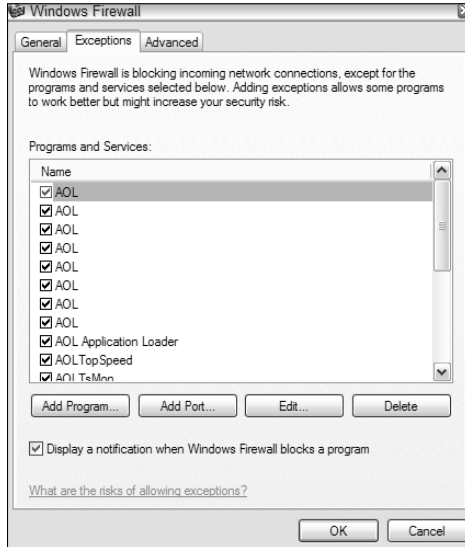 Windows Firewall
General Exceptions Advanced
Windows Firewall is blocking incoming network connections, except for the
programs and services selected below. Adding exceptions allows some programs
to work better but might increase your security risk.
Programs and Services:
Name
AOL
AOL
AOL
AOL
AOL
AOL
AOL
AOL
AOL Application Loader
AOLTopSpeed
AOLTsMon
Add Program... Add Port... Edit... Delete
Display a notification when Windows Firewall blocks a program
What are the risks of allowing exceptions?
OK Cancel